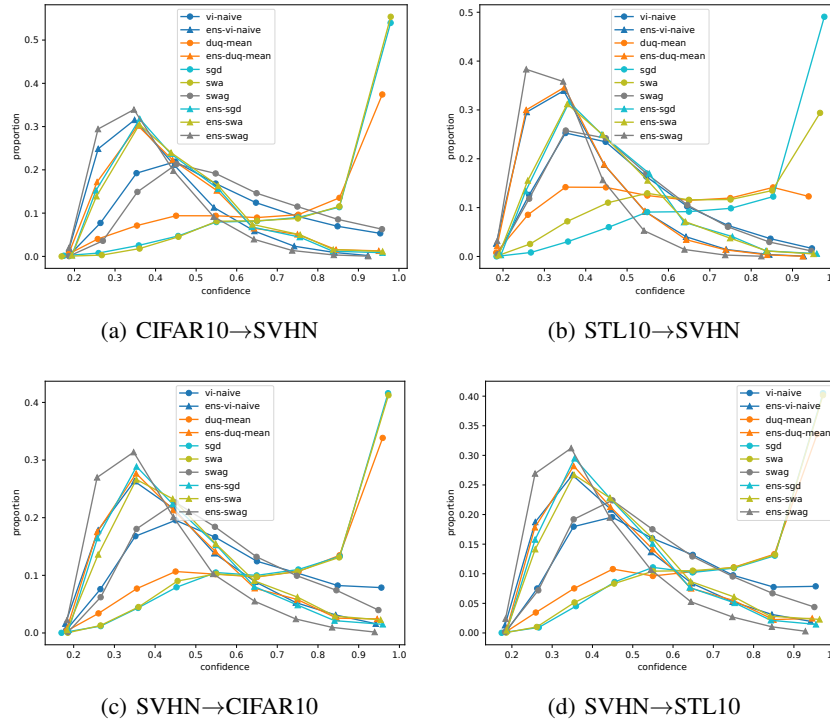 vi-naive
ens-vi-naive
duq-mean
ens-duq-mean
sgd
swa
swag
ens-sgd
ens-swa
ens-swag
proportion
0.5
0.4
0.3
0.2
0.1
0.0
0.2 0.3 0.4 0.5 0.6 0.7 0.8 0.9 1.0
confidence
(a) CIFAR10→SVHN
vi-naive
ens-vi-naive
duq-mean
ens-duq-mean
sgd
swa
swag
ens-sgd
ens-swa
ens-swag
proportion
0.5
0.4
0.3
0.2
0.1
0.0
0.2 0.3 0.4 0.5 0.6 0.7 0.8 0.9 1.0
confidence
(b) STL10→SVHN
vi-naive
ens-vi-naive
duq-mean
ens-duq-mean
sgd
swa
swag
ens-sgd
ens-swa
ens-swag
proportion
0.4
0.3
0.2
0.1
0.0
0.2 0.3 0.4 0.5 0.6 0.7 0.8 0.9 1.0
confidence
(c) SVHN→CIFAR10
vi-naive
ens-vi-naive
duq-mean
ens-duq-mean
sgd
swa
swag
ens-sgd
ens-swa
ens-swag
proportion
0.40
0.35
0.30
0.25
0.20
0.15
0.10
0.05
0.00
0.2 0.3 0.4 0.5 0.6 0.7 0.8 0.9 1.0
confidence
(d) SVHN→STL10